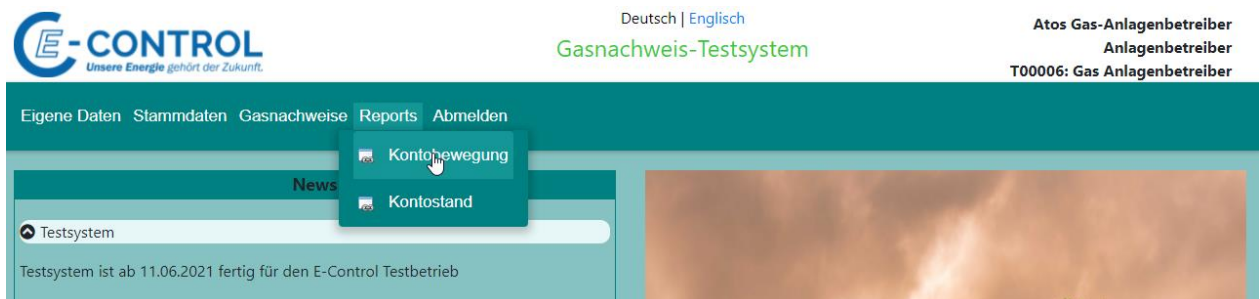 E-CONTROL
Unsere Energie gehört der Zukunft.
Deutsch | Englisch
Gasnachweis-Testsystem
Atos Gas-Anlagenbetreiber
Anlagenbetreiber
T00006: Gas Anlagenbetreiber
Eigene Daten Stammdaten Gasnachweise Reports Abmelden
Kontobewegung
Kontostand
News
Testsystem
Testsystem ist ab 11.06.2021 fertig für den E-Control Testbetrieb